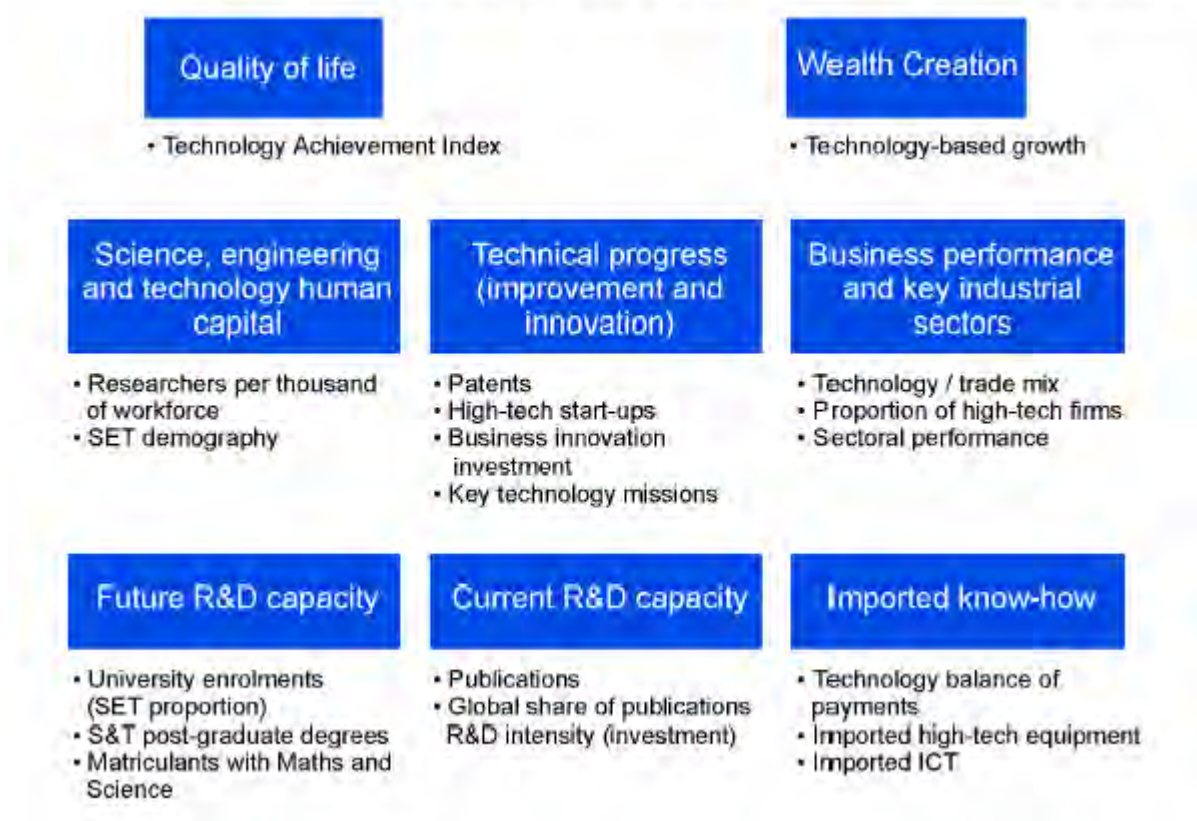 Quality of life
• Technology Achievement Index
Wealth Creation
• Technology-based growth
Science, engineering
and technology human
capital
• Researchers per thousand
of workforce
• SET demography
Technical progress
(improvement and
innovation)
• Patents
• High-tech start-ups
• Business innovation
investment
• Key technology missions
Business performance
and key industrial
sectors
• Technology / trade mix
• Proportion of high-tech firms
• Sectoral performance
Future R&D capacity
• University enrolments
(SET proportion)
• S&T post-graduate degrees
• Matriculants with Maths and
Science
Current R&D capacity
• Publications
• Global share of publications
R&D intensity (investment)
Imported know-how
• Technology balance of
payments
• Imported high-tech equipment
• Imported ICT